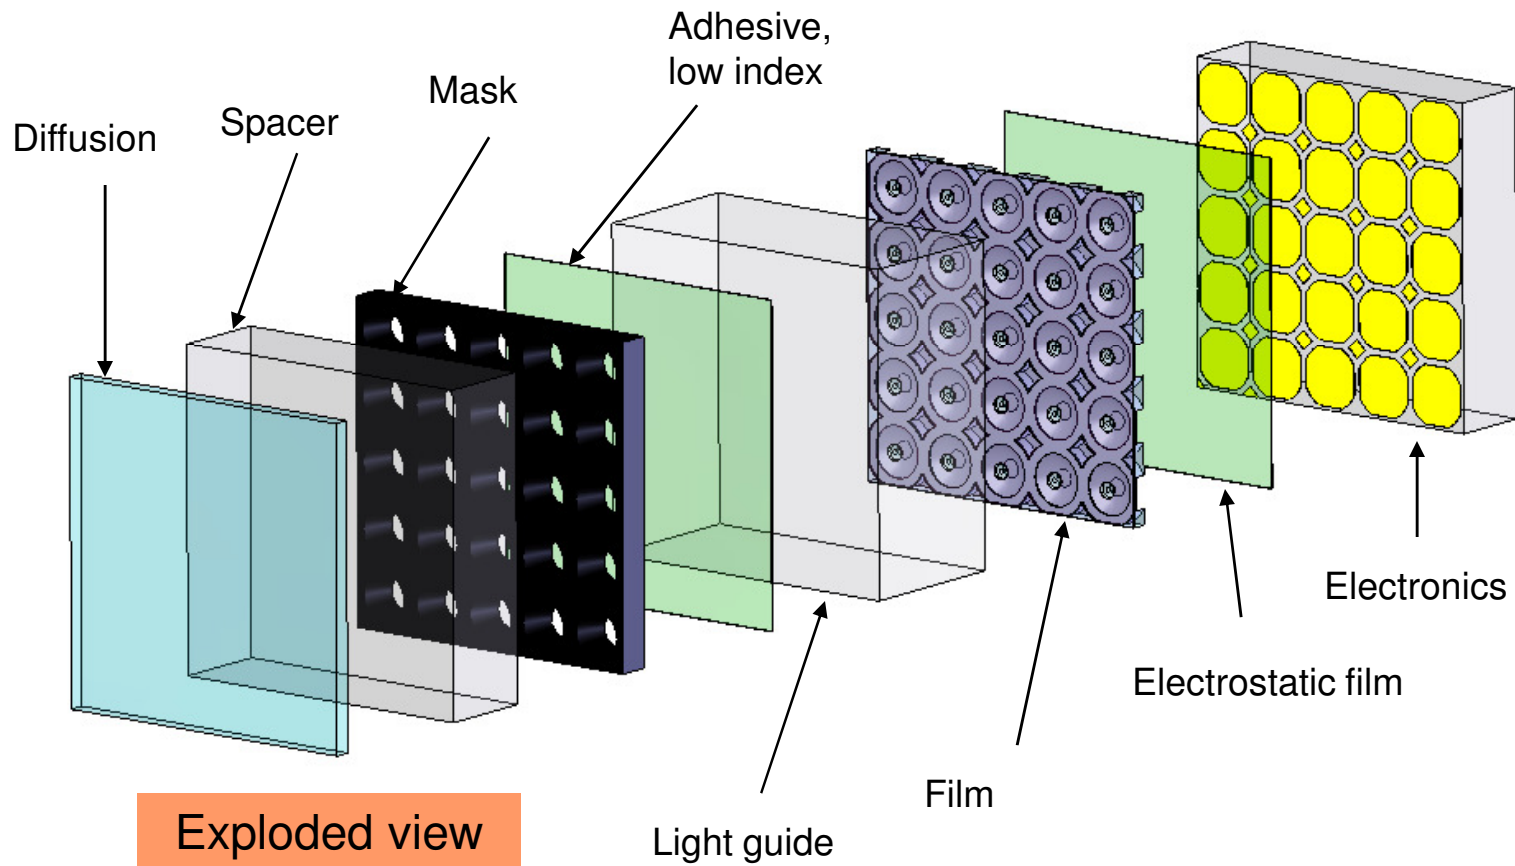 Adhesive,
low index
Mask
Spacer
Diffusion
Electronics
Electrostatic film
Film
Light guide
Exploded view